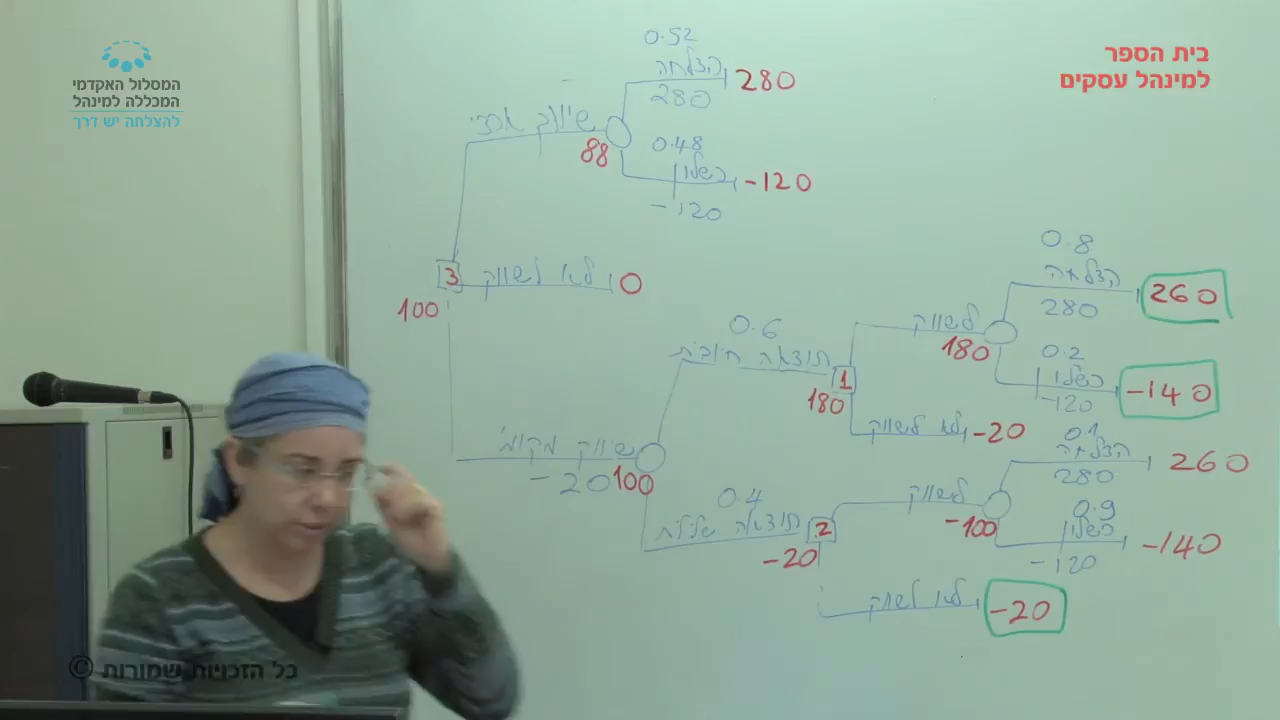 בית הספר
למינהל עסקים
המסלול האקדמי
המכללה למינהל
להצלחה יש דרך
0.52
הצלחה 280
280
שיווק ארצי
88
0.48
כשלון -120
-120
3 לא לשווק 0
100
0.8
הצלחה 260
280
0.6
לשווק
180
תוצאה חיובית 1
180
0.2
כשלון -140
-120
לא לשווק -20
0.1
הצלחה 260
280
שיווק מקומי
-20 100
0.4
תוצאה שלילית 2
-20
לשווק
-100
0.9
כשלון -140
-120
לא לשווק -20
כל הזכויות שמורות ©